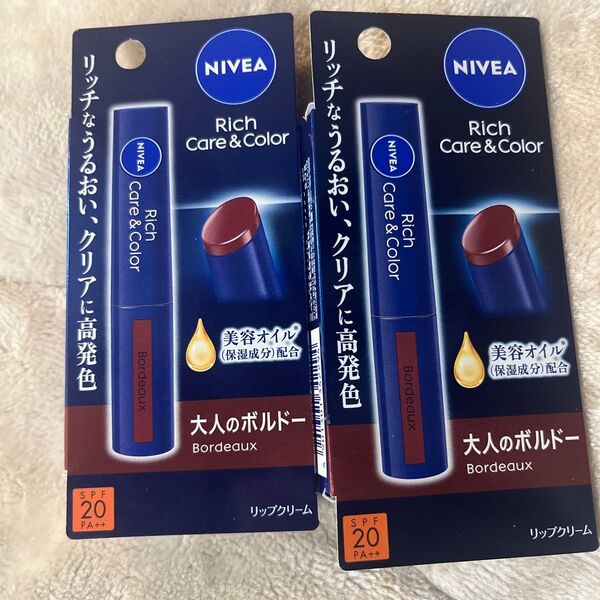 NIVEA
Rich
Care & Color
リッチなうるおい、クリアに高発色
NIVEA
Rich
Care & Color
Bordeaux
美容オイル*
(保湿成分)配合
大人のボルドー
Bordeaux
SPF
20
PA++
リップクリーム
NIVEA
Rich
Care & Color
リッチなうるおい、クリアに高発色
NIVEA
Rich
Care & Color
Bordeaux
美容オイル*
(保湿成分)配合
大人のボルドー
Bordeaux
SPF
20
PA++
リップクリーム